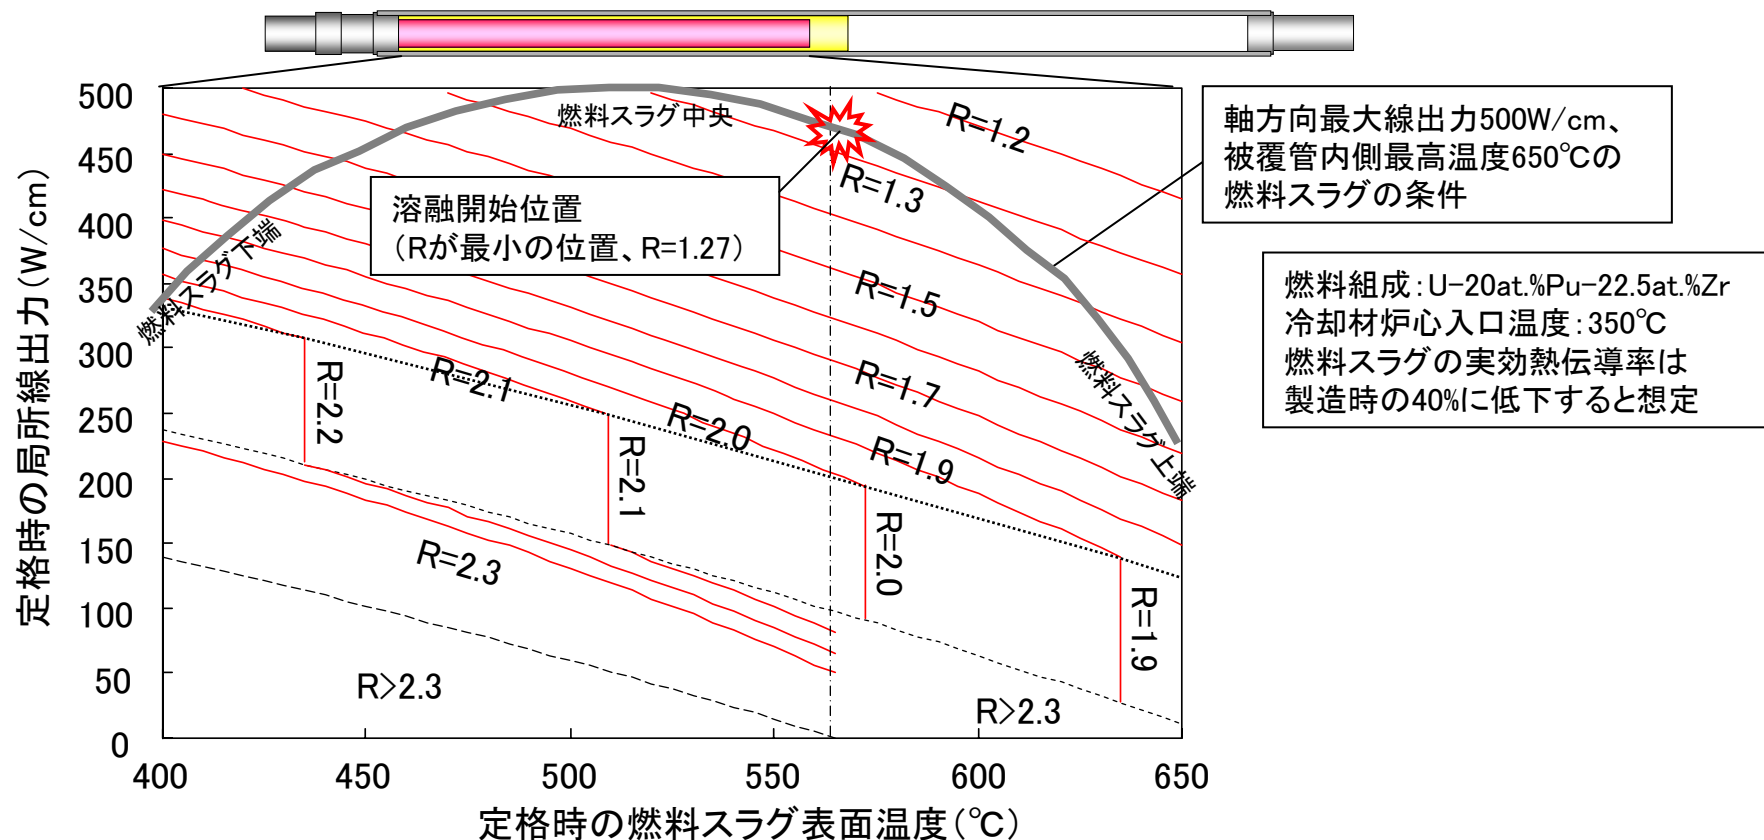 500
450
400
350
300
250
200
150
100
50
0
定格時の局所線出力(W/cm)
400
450
500
550
600
650
定格時の燃料スラグ表面温度(℃)
燃料スラグ中央
燃料スラグ下端
燃料スラグ上端
溶融開始位置
(Rが最小の位置、R=1.27)
R=1.2
R=1.3
R=1.5
R=1.7
R=1.9
R=2.0
R=2.1
R=2.2
R=2.1
R=2.0
R=1.9
R=2.3
R>2.3
R>2.3
軸方向最大線出力500W/cm、
被覆管内側最高温度650℃の
燃料スラグの条件
燃料組成:U-20at.%Pu-22.5at.%Zr
冷却材炉心入口温度:350℃
燃料スラグの実効熱伝導率は
製造時の40%に低下すると想定